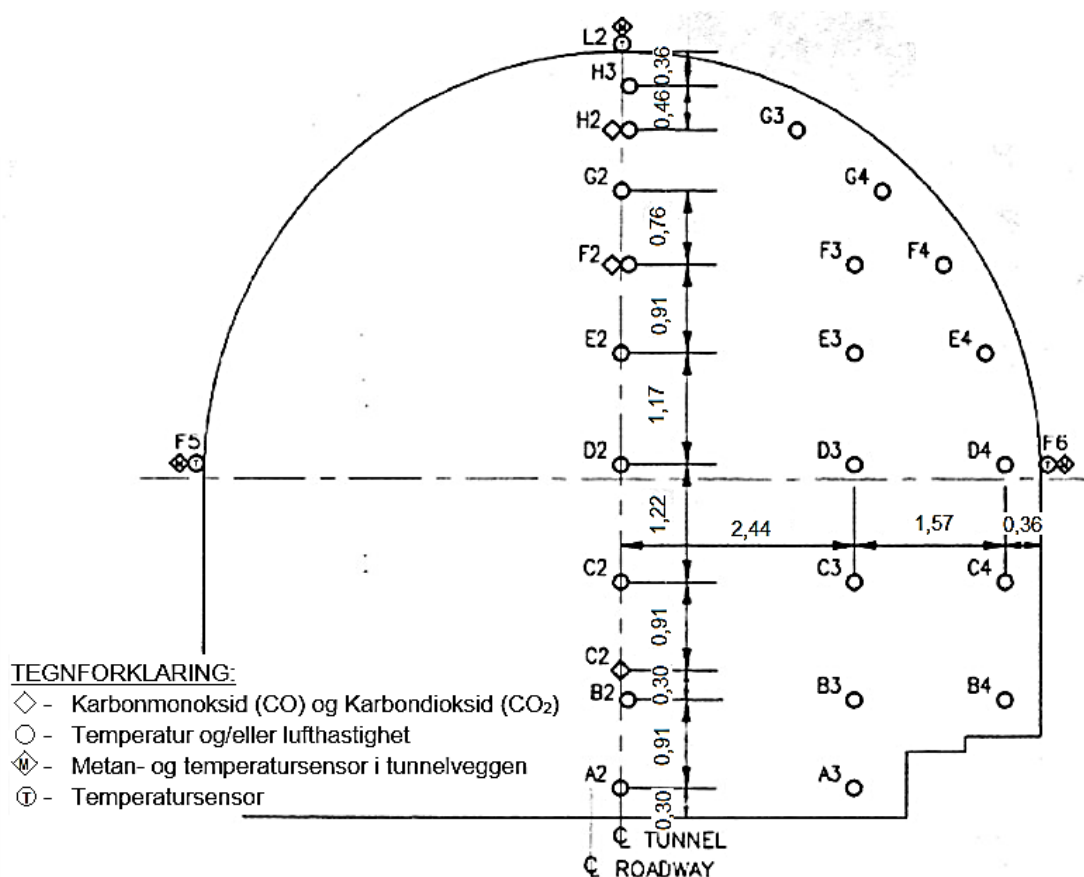 L2
H3
0,36
H2
0,46
G3
G2
G4
0,76
F2
F3
F4
0,91
E2
E3
E4
1,17
F5
D2
D3
D4
F6
1,22
2,44
1,57
0,36
C2
C3
C4
0,91
C2
0,30
B2
B3
B4
0,91
A2
A3
0,30
TEGNFORKLARING:
- Karbonmonoksid (CO) og Karbondioksid (CO₂)
- Temperatur og/eller lufthastighet
M - Metan- og temperatursensor i tunnelveggen
T - Temperatursensor
℄ TUNNEL
℄ ROADWAY